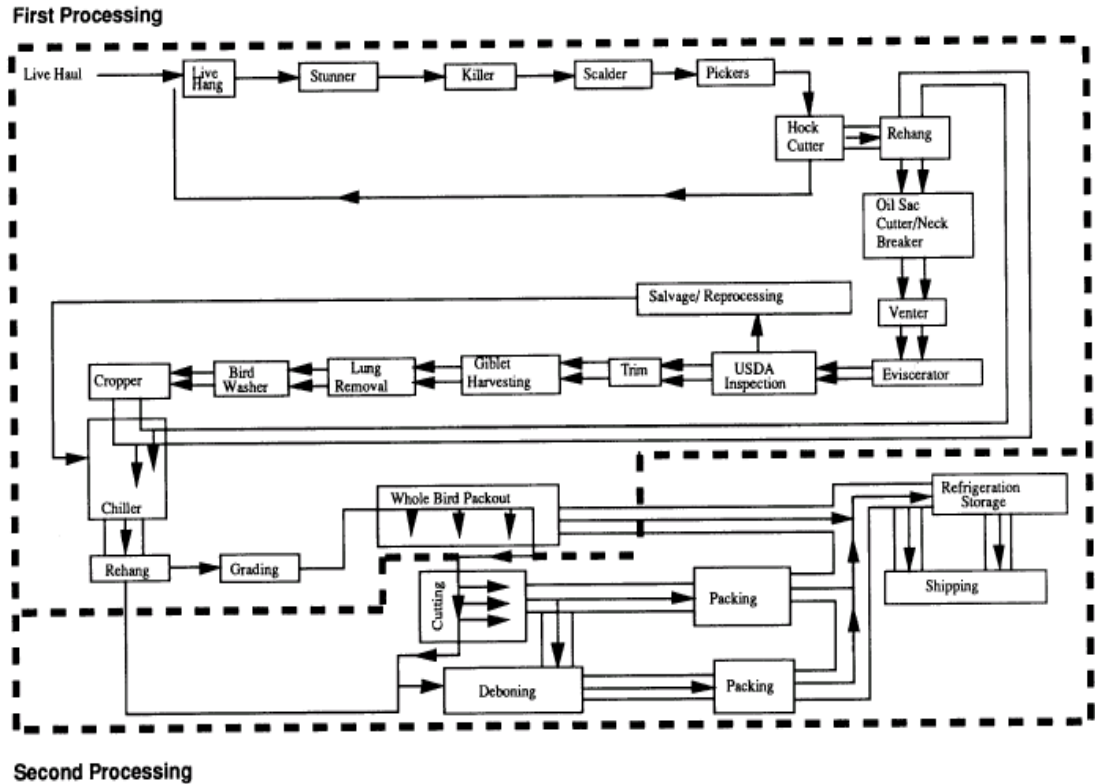 First Processing
Live Haul
Live
Hang
Stunner
Killer
Scalder
Pickers
Hock
Cutter
Rehang
Oil Sac
Cutter/Neck
Breaker
Salvage/ Reprocessing
Venter
Cropper
Bird
Washer
Lung
Removal
Giblet
Harvesting
Trim
USDA
Inspection
Eviscerator
Chiller
Whole Bird Packout
Refrigeration
Storage
Rehang
Grading
Cutting
Packing
Shipping
Deboning
Packing
Second Processing